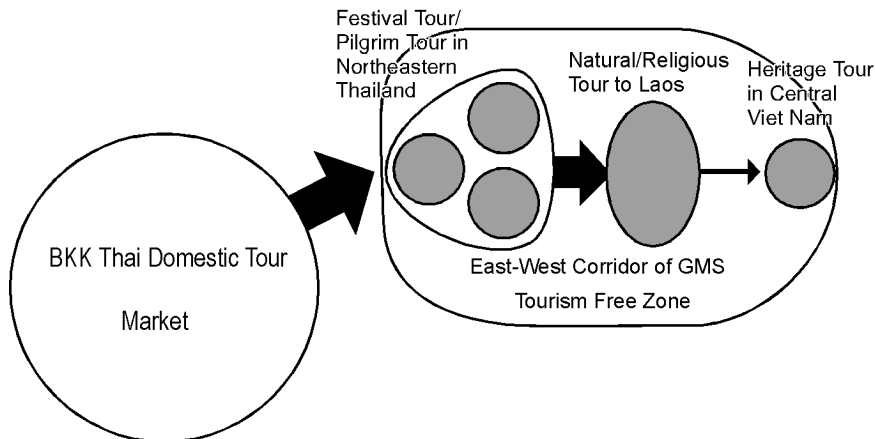 Festival Tour/
Pilgrim Tour in
Northeastern
Thailand
Natural/Religious
Tour to Laos
Heritage Tour
in Central
Viet Nam
BKK Thai Domestic Tour
Market
East-West Corridor of GMS
Tourism Free Zone